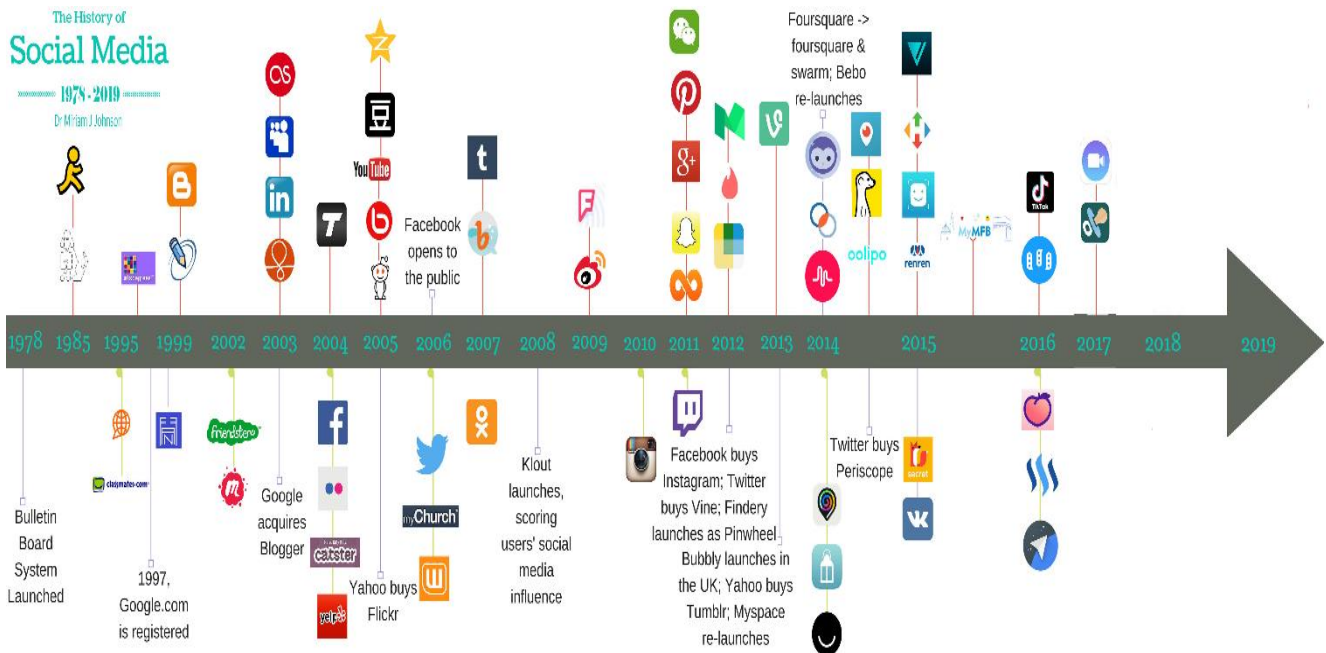 The History of
Social Media
1978 - 2019
Dr Miriam J Johnson
Foursquare ->
foursquare &
swarm; Bebo
re-launches
You Tube
Facebook
opens to
the public
g+
in
t
豆
TikTok
oolipo
MyMFB
renren
1978 1985 1995 1999 2002 2003 2004 2005 2006 2007 2008 2009 2010 2011 2012 2013 2014 2015 2016 2017 2018 2019
Bulletin
Board
System
Launched
classmates.com
1997,
Google.com
is registered
friendster
m
Google
acquires
Blogger
f
catster
yelp
Yahoo buys
Flickr
myChurch
Klout
launches,
scoring
users' social
media
influence
Facebook buys
Instagram; Twitter
buys Vine; Findery
launches as Pinwheel
Bubbly launches in
the UK; Yahoo buys
Tumblr; Myspace
re-launches
Twitter buys
Periscope
secret